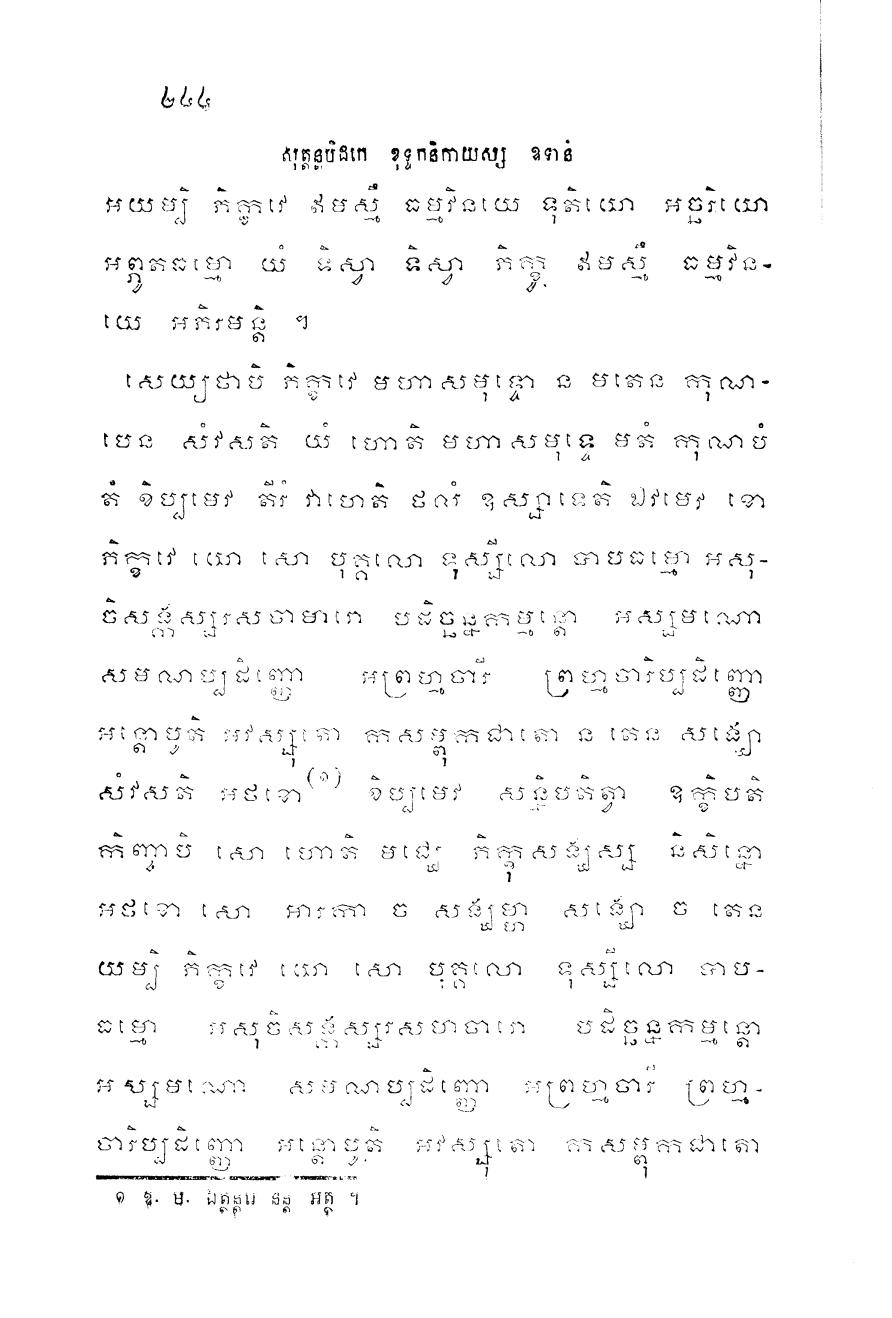 ២៤៤
សុត្តន្តបិដកេ ខុទ្ទកនិកាយស្ស ឧទានំ
អយម្បិ ភិក្ខវេ ឥមស្មឹ ធម្មវិនយេ ទុតិយោ អច្ឆរិយោ
អព្ភូតធម្មោ យំ ទិស្វា ទិស្វា ភិក្ខូ ឥមស្មឹ ធម្មវិន-
យេ អភិរមន្តិ ។
សេយ្យថាបិ ភិក្ខវេ មហាសមុទ្ទោ ន មតេន កុណ-
បេន សំវសតិ យំ ហោតិ មហាសមុទ្ទេ មតំ កុណបំ
តំ ខិប្បមេវ តីរំ វាហេតិ ថលំ ឧស្សាទេតិ ឯវមេវ ខោ
ភិក្ខវេ យោ សោ បុគ្គលោ ទុស្សីលោ បាបធម្មោ អសុ-
ចិសង្កស្សរសមាចារោ បដិច្ឆន្នកម្មន្តោ អស្សមណោ
សមណប្បដិញ្ញោ អព្រហ្មចារី ព្រហ្មចារិប្បដិញ្ញោ
អន្តោបូតិ អវស្សុតោ កសម្ពុកជាតោ ន តេន សង្ឃោ
សំវសតិ អថខោ(១) ខិប្បមេវ សន្និបតិត្វា ឧក្ខិបតិ
កិញ្ចាបិ សោ ហោតិ មជ្ឈេ ភិក្ខុសង្ឃស្ស និសិន្នោ
អថខោ សោ អារកា ច សង្ឃម្ហា សង្ឃោ ច តេន
យម្បិ ភិក្ខវេ យោ សោ បុគ្គលោ ទុស្សីលោ បាប-
ធម្មោ អសុចិសង្កស្សរសមាចារោ បដិច្ឆន្នកម្មន្តោ
អស្សមណោ សមណប្បដិញ្ញោ អព្រហ្មចារី ព្រហ្ម-
ចារិប្បដិញ្ញោ អន្តោបូតិ អវស្សុតោ កសម្ពុកជាតោ
១ ឱ. ម. ឯត្ថន្តរេ នន្តិ អត្ថិ ។